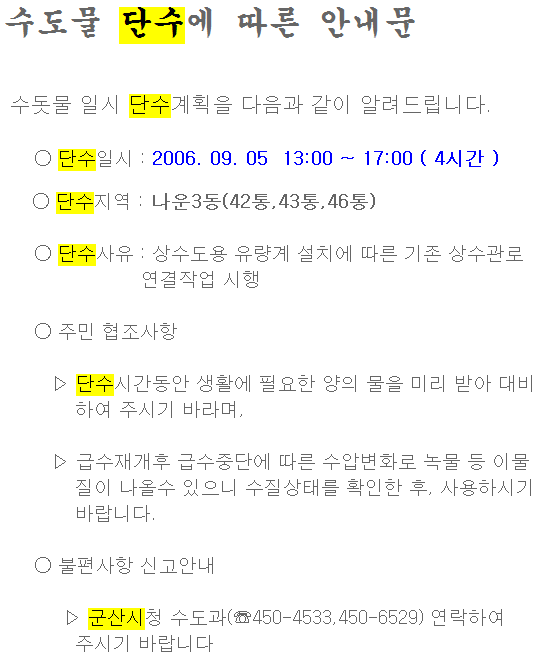 수도물 단수에 따른 안내문
수돗물 일시 단수계획을 다음과 같이 알려드립니다.
○ 단수일시 : 2006. 09. 05 13:00 ~ 17:00 ( 4시간 )
○ 단수지역 : 나운3동(42통,43통,46통)
○ 단수사유 : 상수도용 유량계 설치에 따른 기존 상수관로
연결작업 시행
○ 주민 협조사항
▷ 단수시간동안 생활에 필요한 양의 물을 미리 받아 대비
하여 주시기 바라며,
▷ 급수재개후 급수중단에 따른 수압변화로 녹물 등 이물
질이 나올수 있으니 수질상태를 확인한 후, 사용하시기
바랍니다.
○ 불편사항 신고안내
▷ 군산시청 수도과(☎450-4533,450-6529) 연락하여
주시기 바랍니다